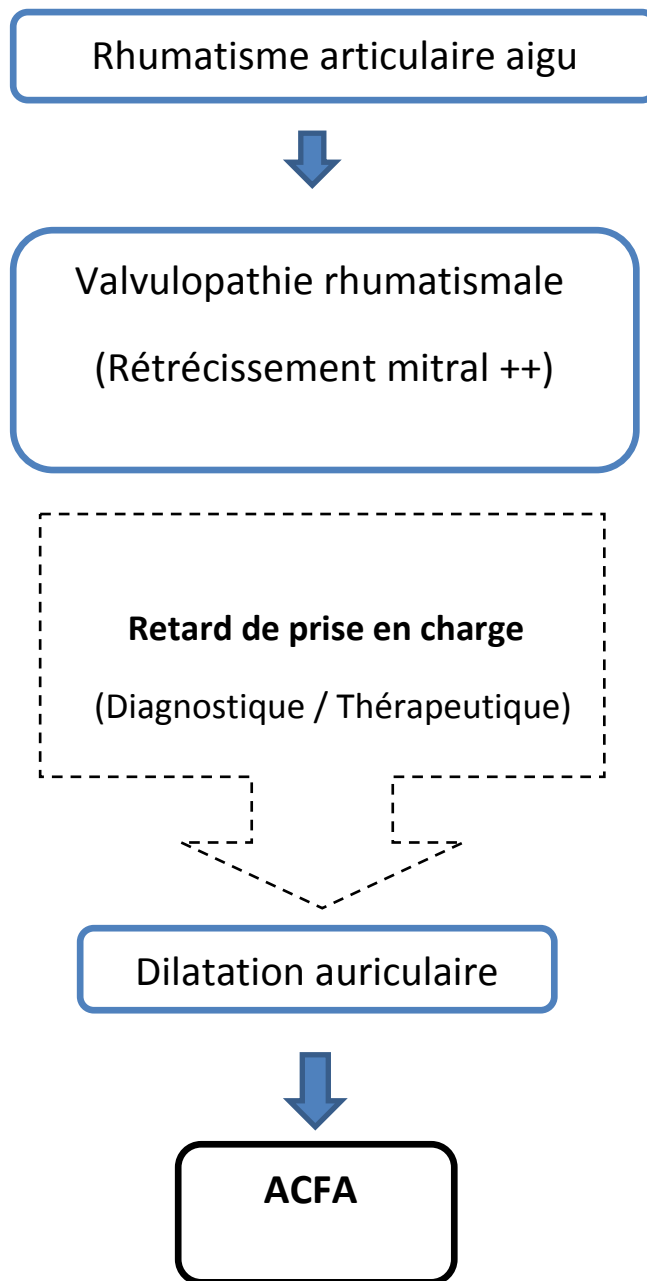 Rhumatisme articulaire aigu
Valvulopathie rhumatismale
(Rétrécissement mitral ++)
Retard de prise en charge
(Diagnostique / Thérapeutique)
Dilatation auriculaire
ACFA